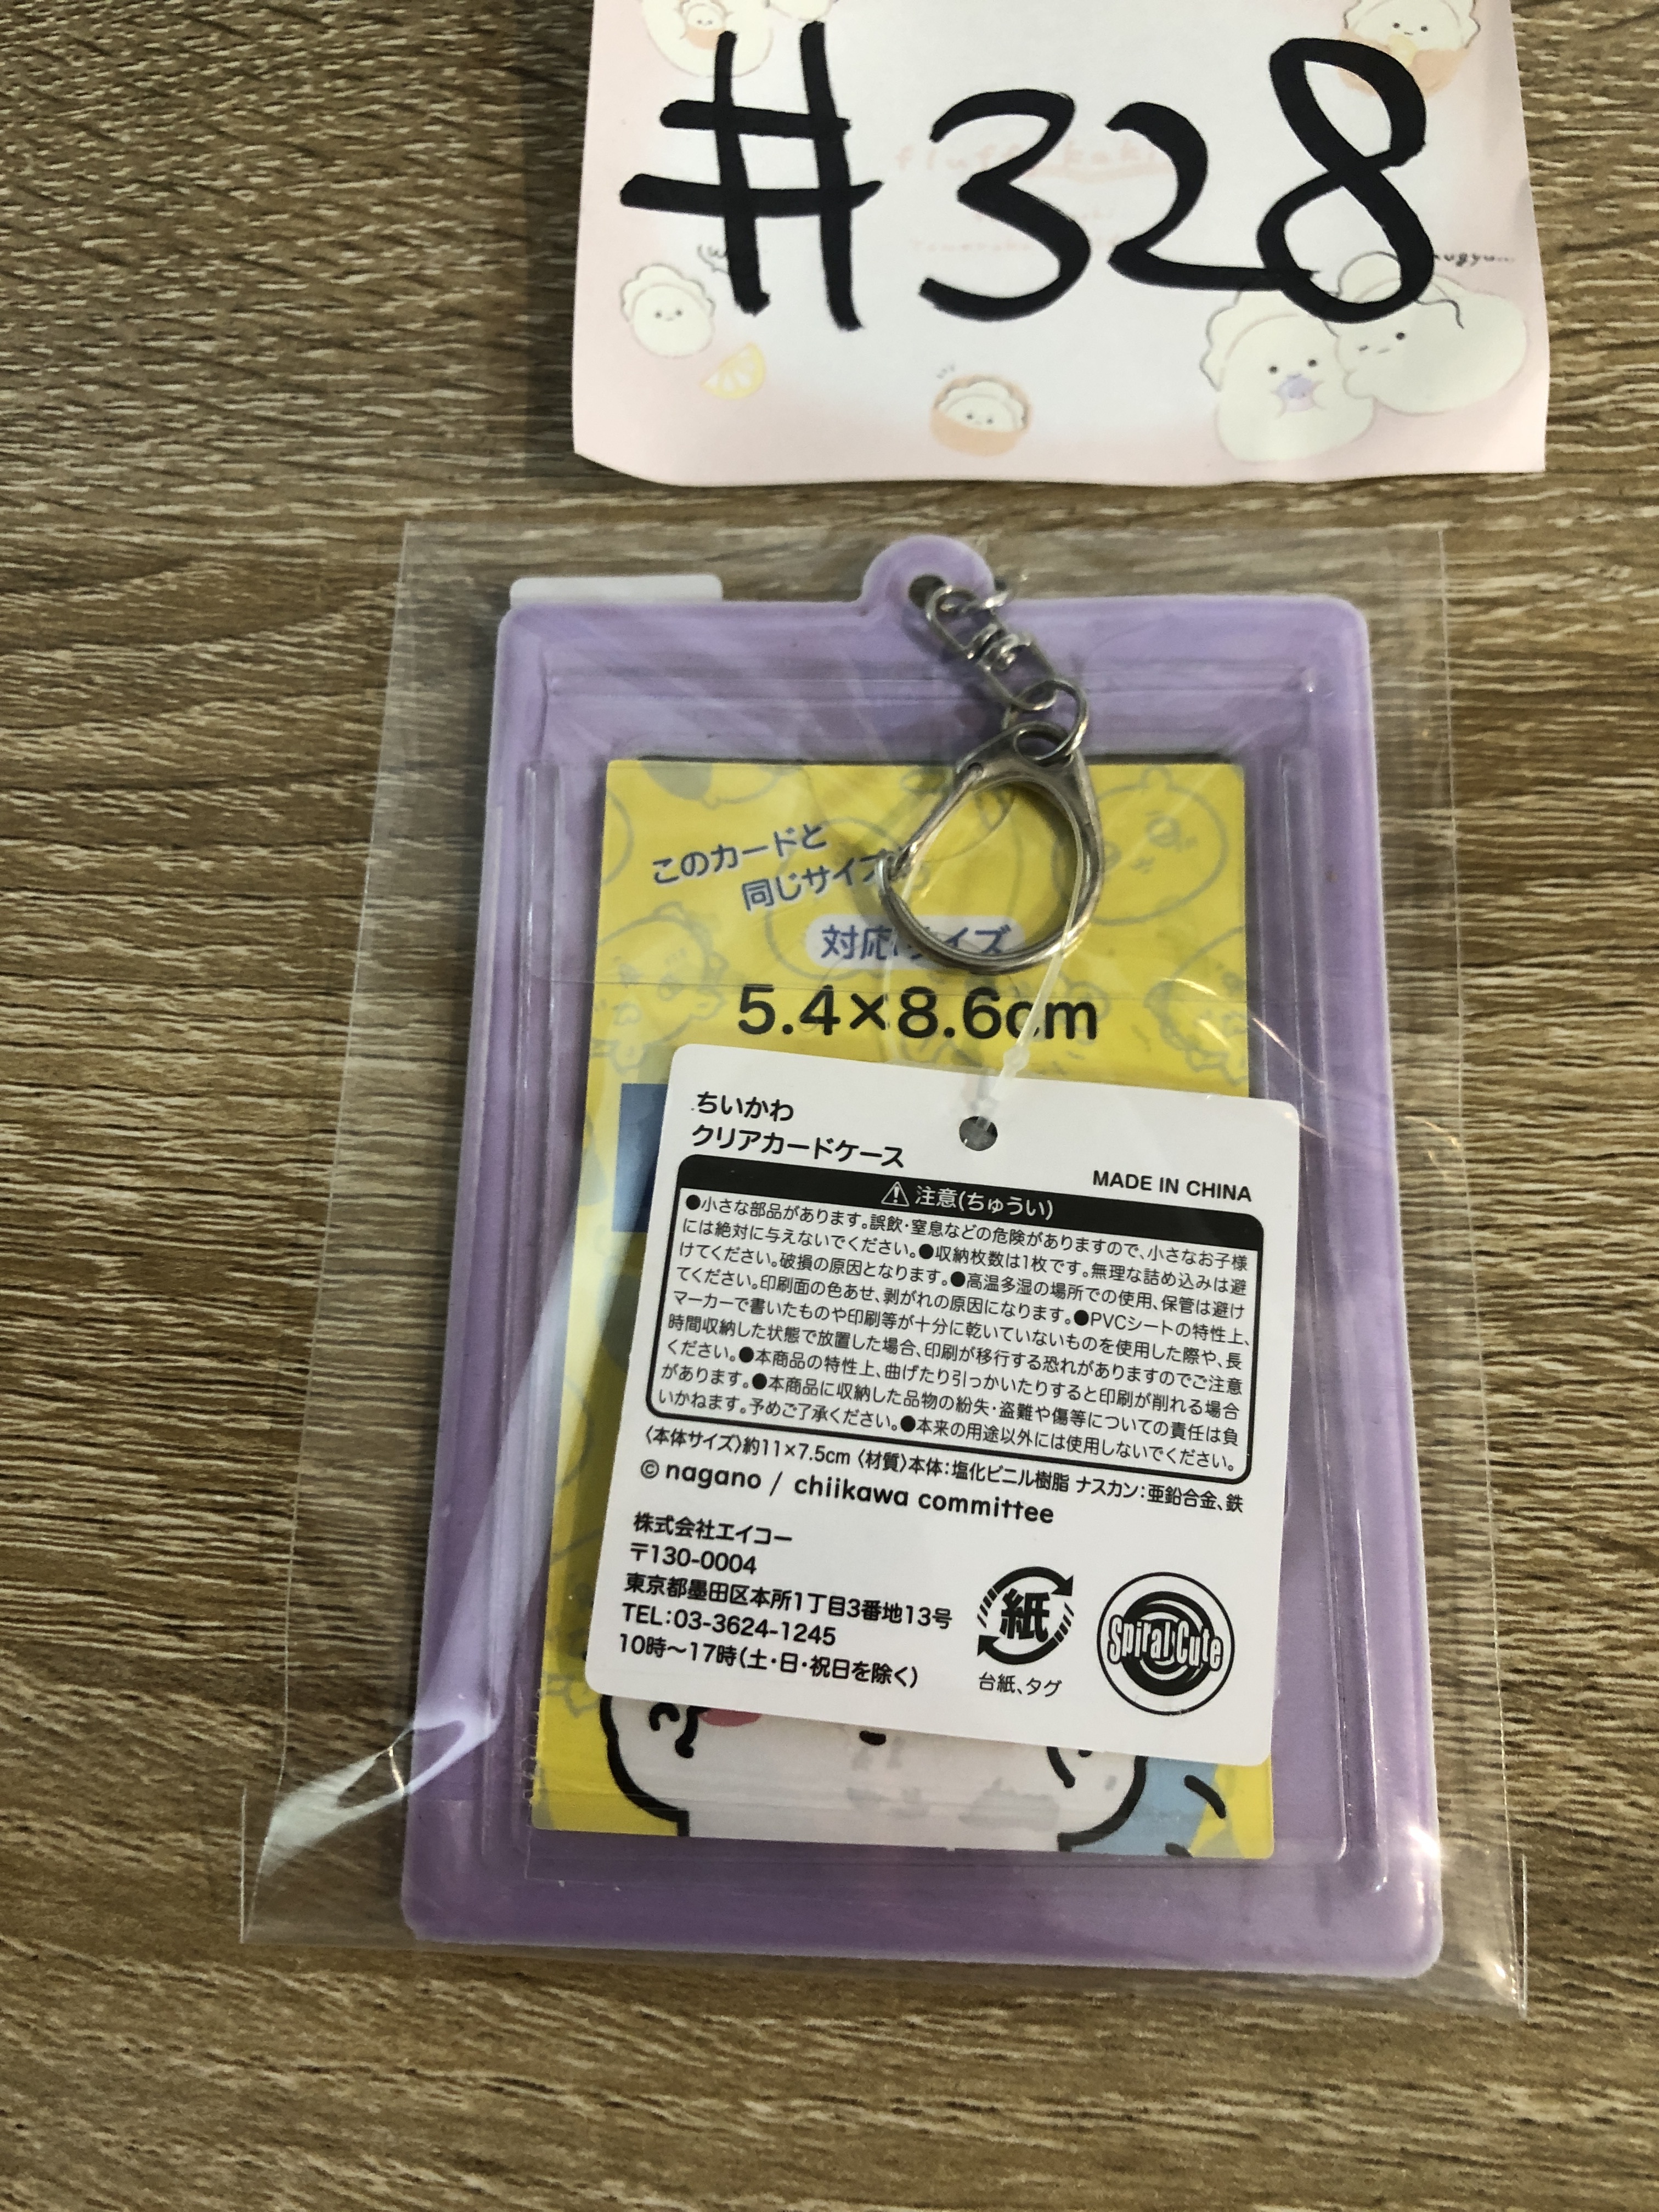 #328
ugyu...
このカードと
同じサイズ
対応サイズ
5.4×8.6cm
ちいかわ
クリアカードケース
MADE IN CHINA
注意(ちゅうい)
●小さな部品があります。誤飲・窒息などの危険がありますので、小さなお子様
には絶対に与えないでください。●収納枚数は1枚です。無理な詰め込みは避
けてください。破損の原因となります。●高温多湿の場所での使用、保管は避け
てください。印刷面の色あせ、剥がれの原因になります。●PVCシートの特性上、
マーカーで書いたものや印刷等が十分に乾いていないものを使用した際や、長
時間収納した状態で放置した場合、印刷が移行する恐れがありますのでご注意
ください。●本商品の特性上、曲げたり引っかいたりすると印刷が削れる場合
があります。●本商品に収納した品物の紛失・盗難や傷等についての責任は負
いかねます。予めご了承ください。●本来の用途以外には使用しないでください。
〈本体サイズ〉約11×7.5cm 〈材質〉本体:塩化ビニル樹脂 ナスカン:亜鉛合金、鉄
© nagano / chiikawa committee
株式会社エイコー
〒130-0004
東京都墨田区本所1丁目3番地13号
TEL:03-3624-1245
10時〜17時(土・日・祝日を除く)
紙
台紙、タグ
Spiral Cute